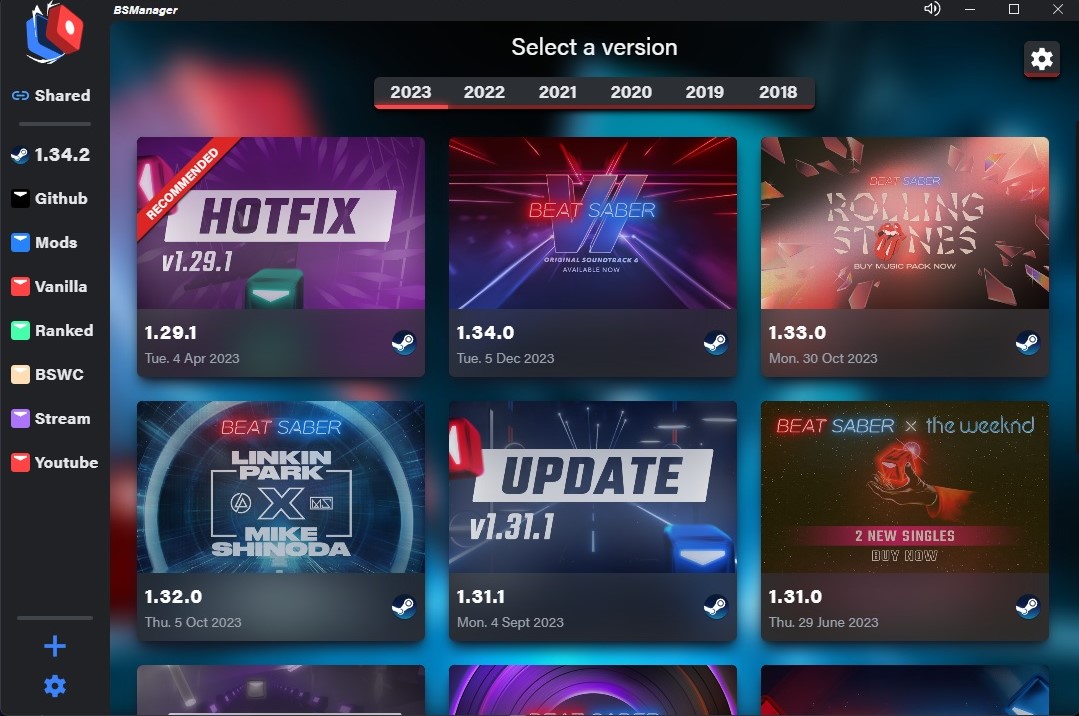 BSManager
Select a version
2023 2022 2021 2020 2019 2018
Shared
1.34.2
Github
Mods
Vanilla
Ranked
BSWC
Stream
Youtube
RECOMMENDED
HOTFIX
v1.29.1
1.29.1
Tue. 4 Apr 2023
BEAT SABER
ORIGINAL SOUNDTRACK 6
AVAILABLE NOW
1.34.0
Tue. 5 Dec 2023
BEAT SABER
ROLLING
STONES
BUY MUSIC PACK NOW
1.33.0
Mon. 30 Oct 2023
BEAT SABER
LINKIN
PARK
X
MIKE
SHINODA
1.32.0
Thu. 5 Oct 2023
UPDATE
v1.31.1
1.31.1
Mon. 4 Sept 2023
BEAT SABER × the weeknd
2 NEW SINGLES
BUY NOW
1.31.0
Thu. 29 June 2023
BEAT SABER